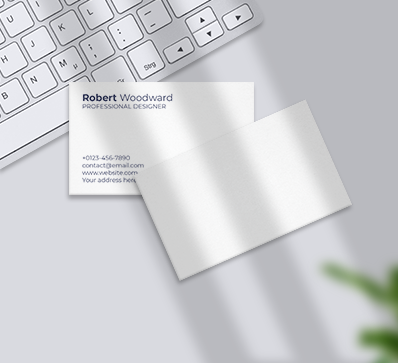 J K L
B N M µ
Strg
Robert Woodward
PROFESSIONAL DESIGNER
+0123-456-7890
contact@email.com
www.website.com
Your address here